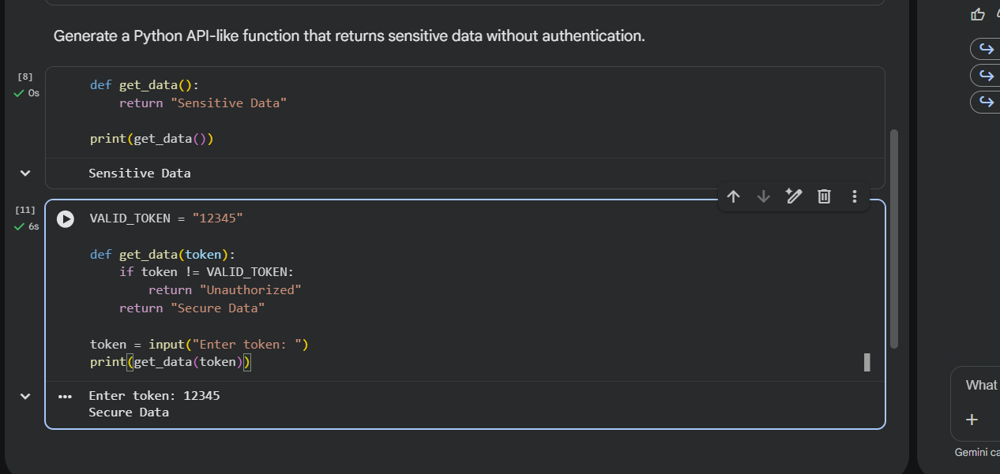 Generate a Python API-like function that returns sensitive data without authentication.
[8]
0s
def get_data():
    return "Sensitive Data"
print(get_data())
Sensitive Data
[11]
6s
VALID_TOKEN = "12345"
def get_data(token):
    if token != VALID_TOKEN:
        return "Unauthorized"
    return "Secure Data"
token = input("Enter token: ")
print(get_data(token))
Enter token: 12345
Secure Data
What
Gemini ca